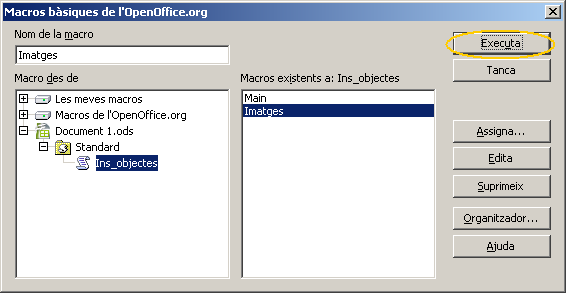 Macros bàsiques de l'OpenOffice.org
Nom de la macro
Imatges
Macro des de
Les meves macros
Macros de l'OpenOffice.org
Document 1.ods
Standard
Ins_objectes
Macros existents a: Ins_objectes
Main
Imatges
Executa
Tanca
Assigna...
Edita
Suprimeix
Organitzador...
Ajuda